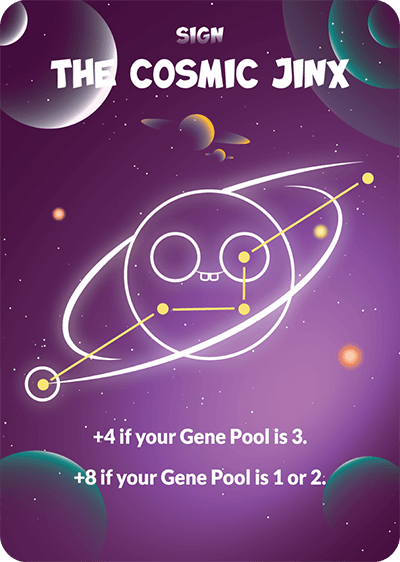 SIGN
THE COSMIC JINX
+4 if your Gene Pool is 3.
+8 if your Gene Pool is 1 or 2.